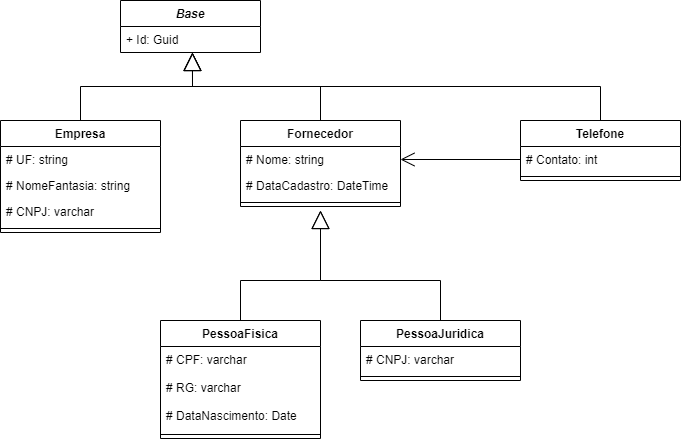 Base
+ Id: Guid
Empresa
# UF: string
# NomeFantasia: string
# CNPJ: varchar
Fornecedor
# Nome: string
# DataCadastro: DateTime
Telefone
# Contato: int
PessoaFisica
# CPF: varchar
# RG: varchar
# DataNascimento: Date
PessoaJuridica
# CNPJ: varchar